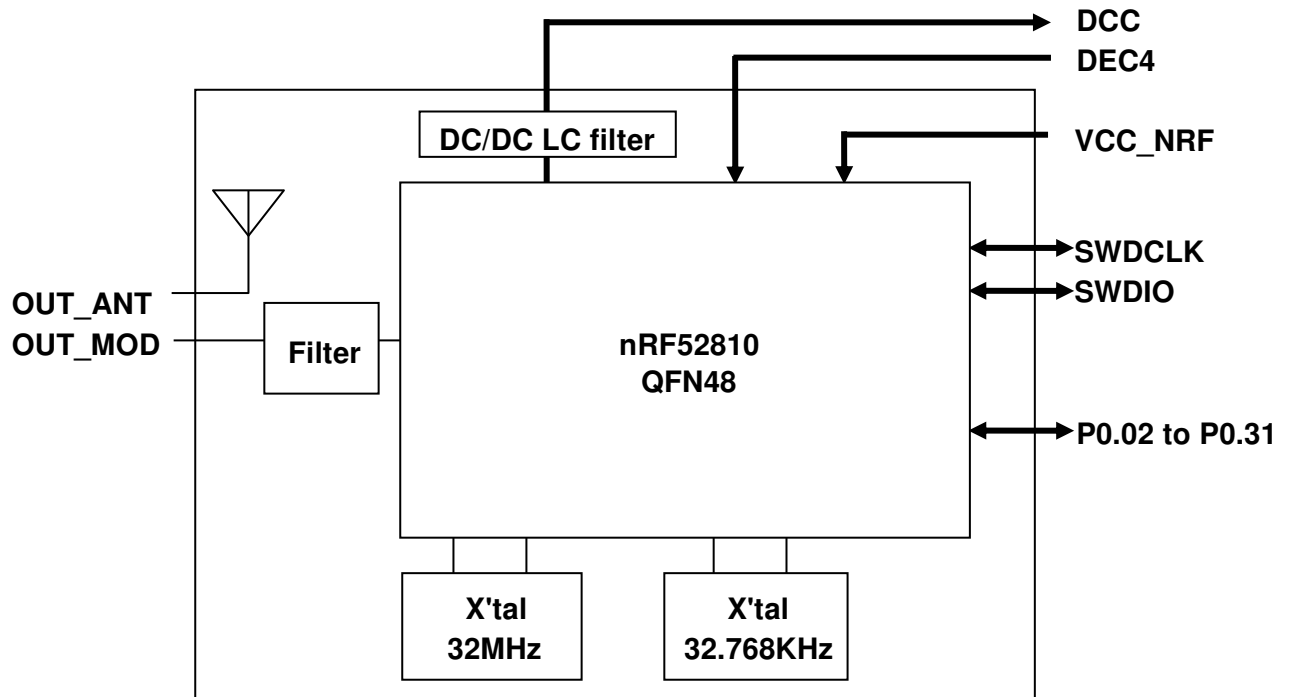 DCC
DEC4
DC/DC LC filter
VCC_NRF
SWDCLK
SWDIO
OUT_ANT
OUT_MOD
Filter
nRF52810
QFN48
P0.02 to P0.31
X'tal
32MHz
X'tal
32.768KHz